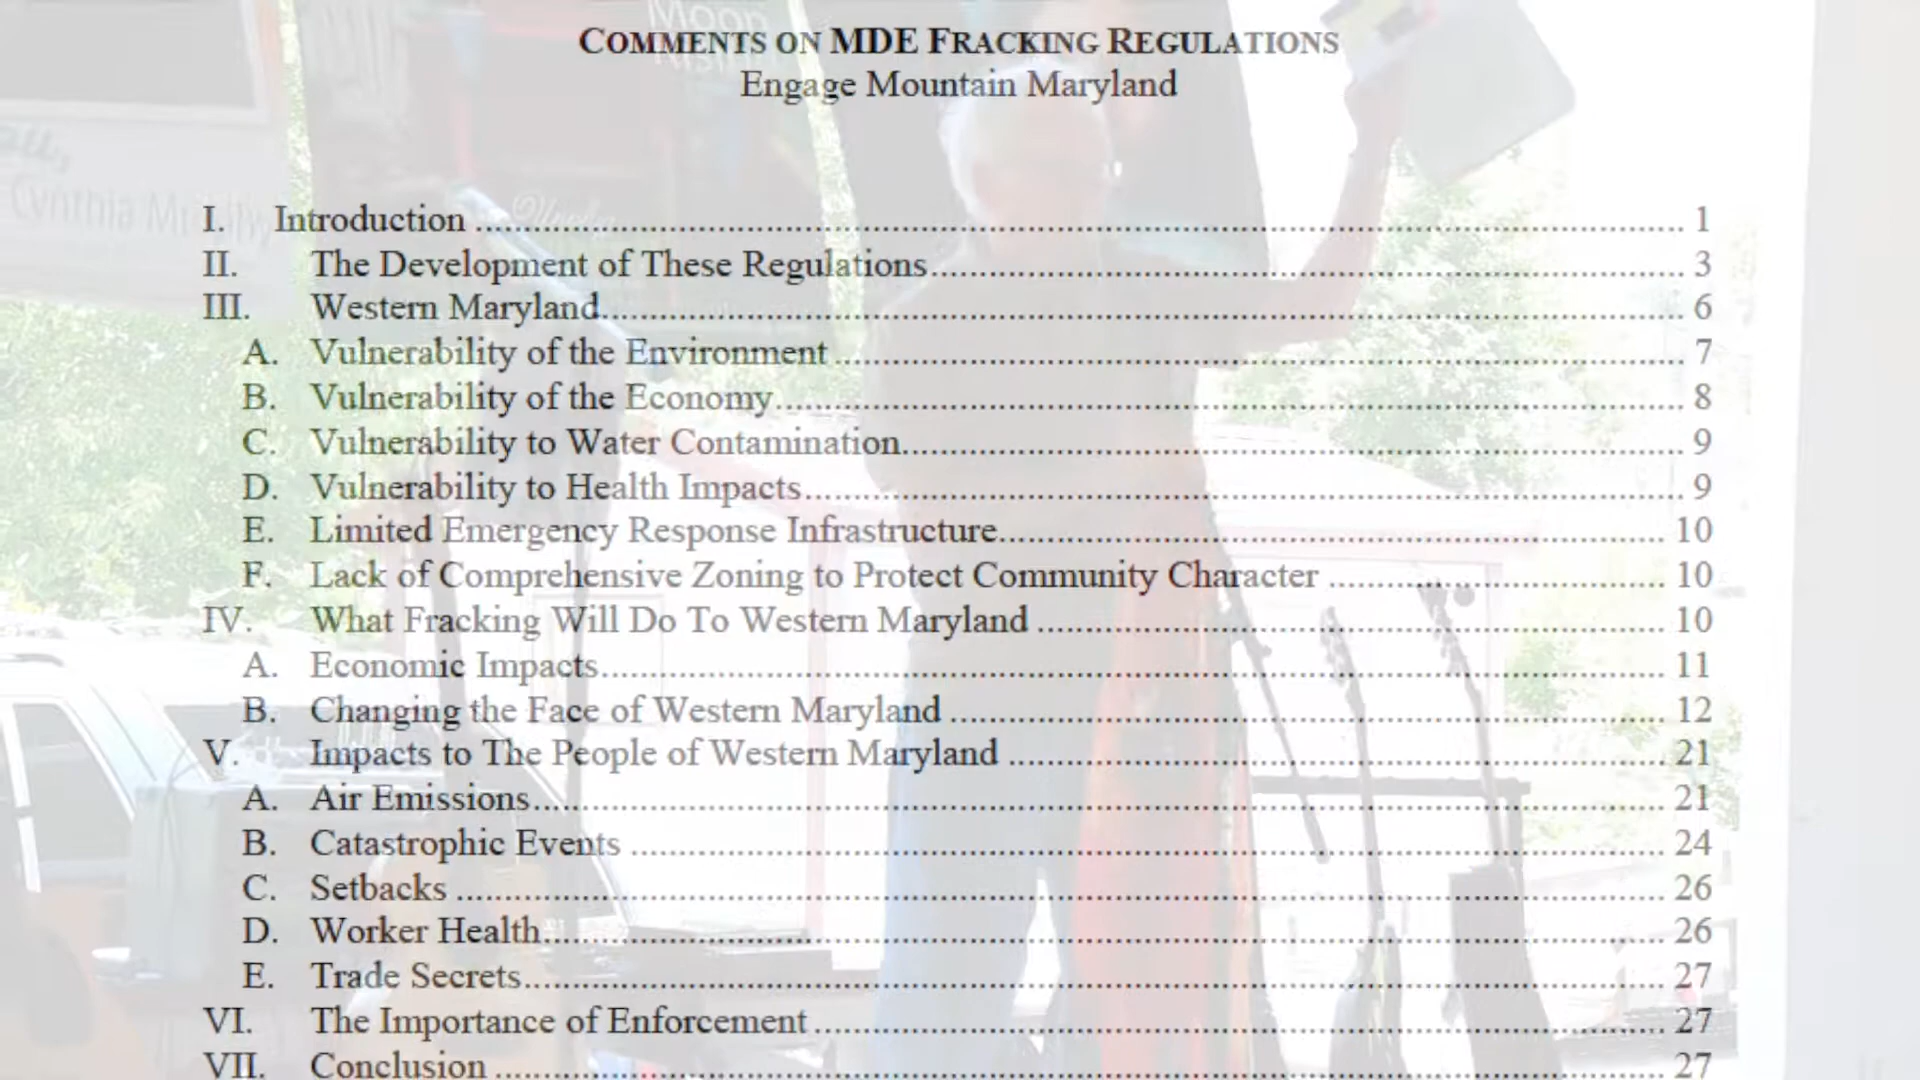 Moon
COMMENTS ON MDE FRACKING REGULATIONS
Engage Mountain Maryland
Cynthia
I. Introduction ........ 1
II. The Development of These Regulations ........ 3
III. Western Maryland ........ 6
A. Vulnerability of the Environment ........ 7
B. Vulnerability of the Economy ........ 8
C. Vulnerability to Water Contamination ........ 9
D. Vulnerability to Health Impacts ........ 9
E. Limited Emergency Response Infrastructure ........ 10
F. Lack of Comprehensive Zoning to Protect Community Character ........ 10
IV. What Fracking Will Do To Western Maryland ........ 10
A. Economic Impacts ........ 11
B. Changing the Face of Western Maryland ........ 12
V. Impacts to The People of Western Maryland ........ 21
A. Air Emissions ........ 21
B. Catastrophic Events ........ 24
C. Setbacks ........ 26
D. Worker Health ........ 26
E. Trade Secrets ........ 27
VI. The Importance of Enforcement ........ 27
VII. Conclusion ........ 27